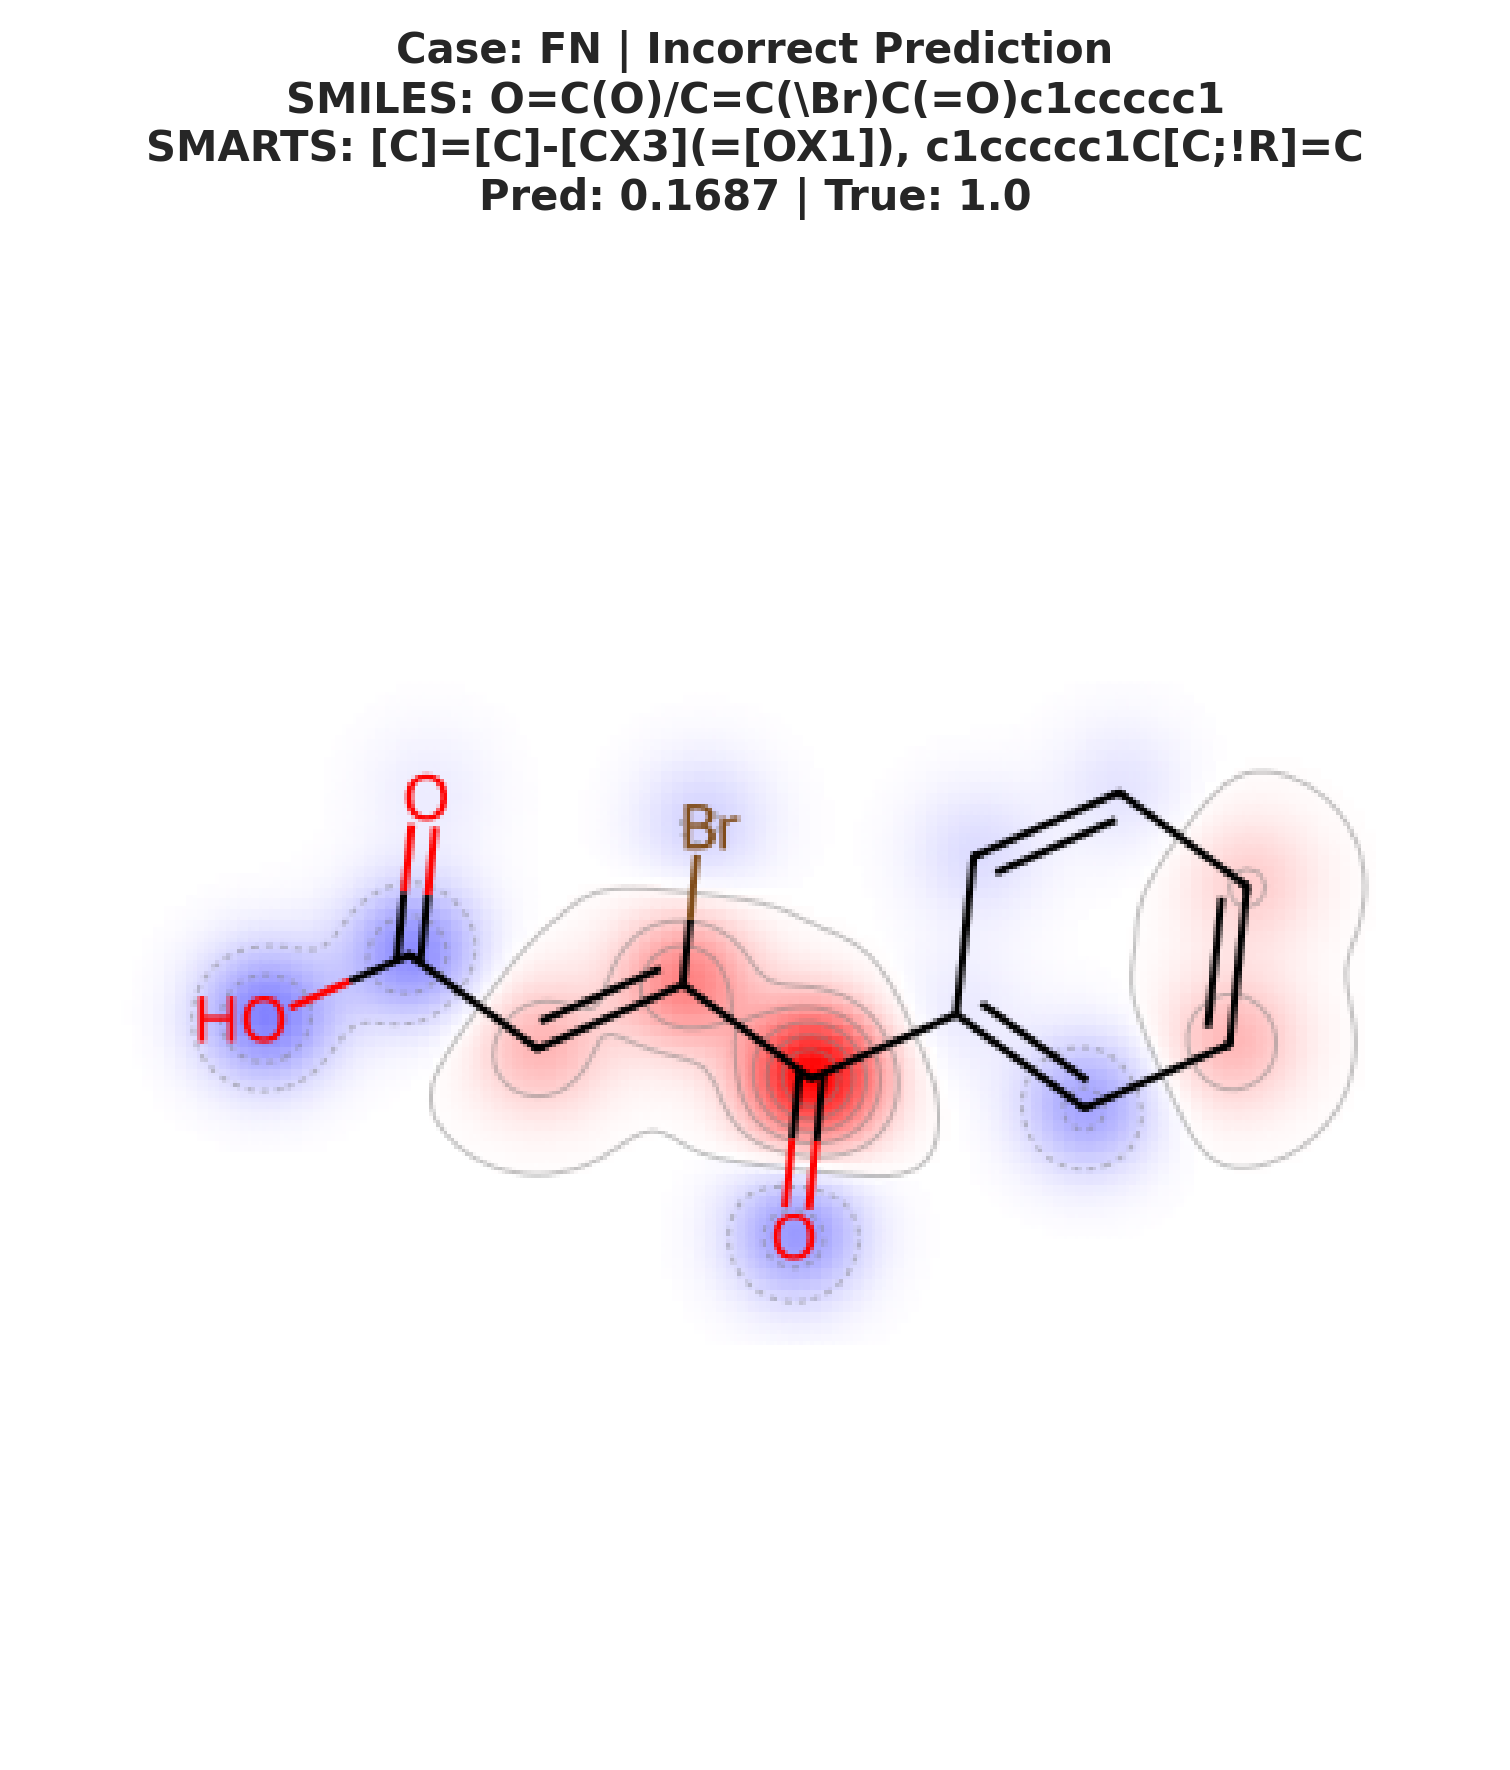 Case: FN | Incorrect Prediction
SMILES: O=C(O)/C=C(\Br)C(=O)c1ccccc1
SMARTS: [C]=[C]-[CX3](=[OX1]), c1ccccc1C[C;!R]=C
Pred: 0.1687 | True: 1.0
O
Br
HO
O